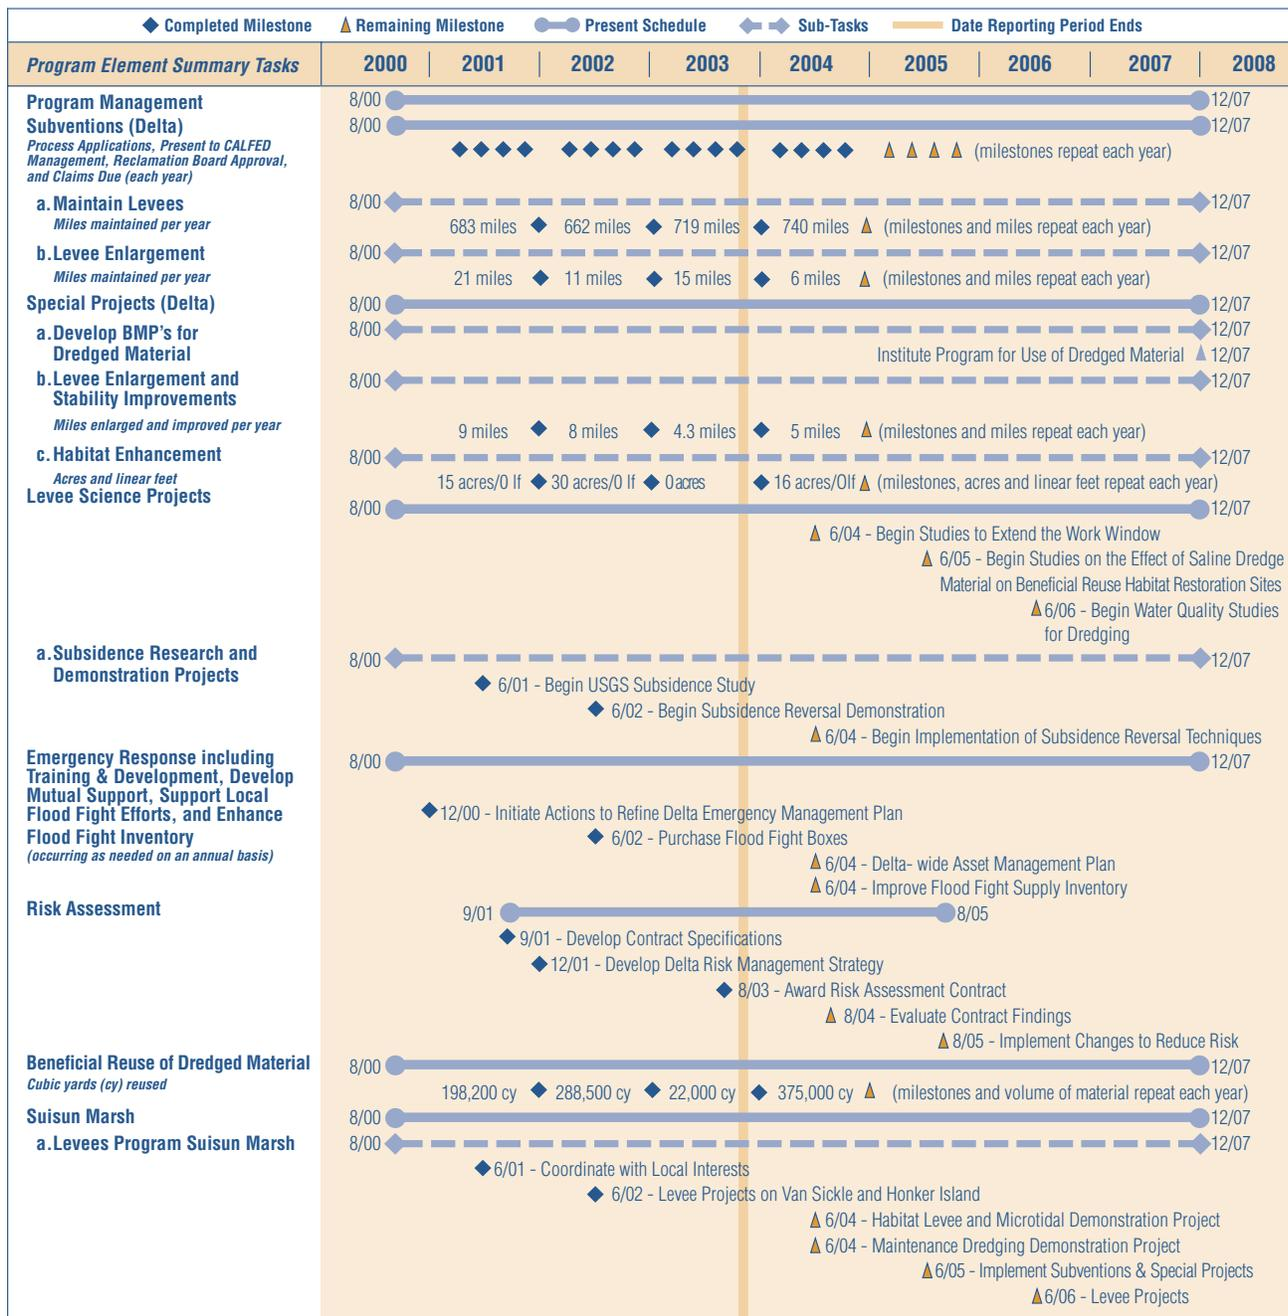 Completed Milestone Remaining Milestone Present Schedule Sub-Tasks Date Reporting Period Ends
Program Element Summary Tasks 2000 2001 2002 2003 2004 2005 2006 2007 2008
Program Management 8/00 12/07
Subventions (Delta) 8/00 12/07
Process Applications, Present to CALFED
Management, Reclamation Board Approval,
and Claims Due (each year)
(milestones repeat each year)
a. Maintain Levees 8/00 12/07
Miles maintained per year 683 miles 662 miles 719 miles 740 miles (milestones and miles repeat each year)
b. Levee Enlargement 8/00 12/07
Miles maintained per year 21 miles 11 miles 15 miles 6 miles (milestones and miles repeat each year)
Special Projects (Delta) 8/00 12/07
a. Develop BMP's for 8/00 12/07
Dredged Material Institute Program for Use of Dredged Material 12/07
b. Levee Enlargement and 8/00 12/07
Stability Improvements
Miles enlarged and improved per year 9 miles 8 miles 4.3 miles 5 miles (milestones and miles repeat each year)
c. Habitat Enhancement 8/00 12/07
Acres and linear feet 15 acres/0 lf 30 acres/0 lf 0 acres 16 acres/0lf (milestones, acres and linear feet repeat each year)
Levee Science Projects 8/00 12/07
6/04 - Begin Studies to Extend the Work Window
6/05 - Begin Studies on the Effect of Saline Dredge
Material on Beneficial Reuse Habitat Restoration Sites
6/06 - Begin Water Quality Studies
for Dredging
a. Subsidence Research and 8/00 12/07
Demonstration Projects
6/01 - Begin USGS Subsidence Study
6/02 - Begin Subsidence Reversal Demonstration
6/04 - Begin Implementation of Subsidence Reversal Techniques
Emergency Response including 8/00 12/07
Training & Development, Develop
Mutual Support, Support Local
Flood Fight Efforts, and Enhance
Flood Fight Inventory
(occurring as needed on an annual basis)
12/00 - Initiate Actions to Refine Delta Emergency Management Plan
6/02 - Purchase Flood Fight Boxes
6/04 - Delta- wide Asset Management Plan
6/04 - Improve Flood Fight Supply Inventory
Risk Assessment 9/01 8/05
9/01 - Develop Contract Specifications
12/01 - Develop Delta Risk Management Strategy
8/03 - Award Risk Assessment Contract
8/04 - Evaluate Contract Findings
8/05 - Implement Changes to Reduce Risk
Beneficial Reuse of Dredged Material 8/00 12/07
Cubic yards (cy) reused 198,200 cy 288,500 cy 22,000 cy 375,000 cy (milestones and volume of material repeat each year)
Suisun Marsh 8/00 12/07
a. Levees Program Suisun Marsh 8/00 12/07
6/01 - Coordinate with Local Interests
6/02 - Levee Projects on Van Sickle and Honker Island
6/04 - Habitat Levee and Microtidal Demonstration Project
6/04 - Maintenance Dredging Demonstration Project
6/05 - Implement Subventions & Special Projects
6/06 - Levee Projects